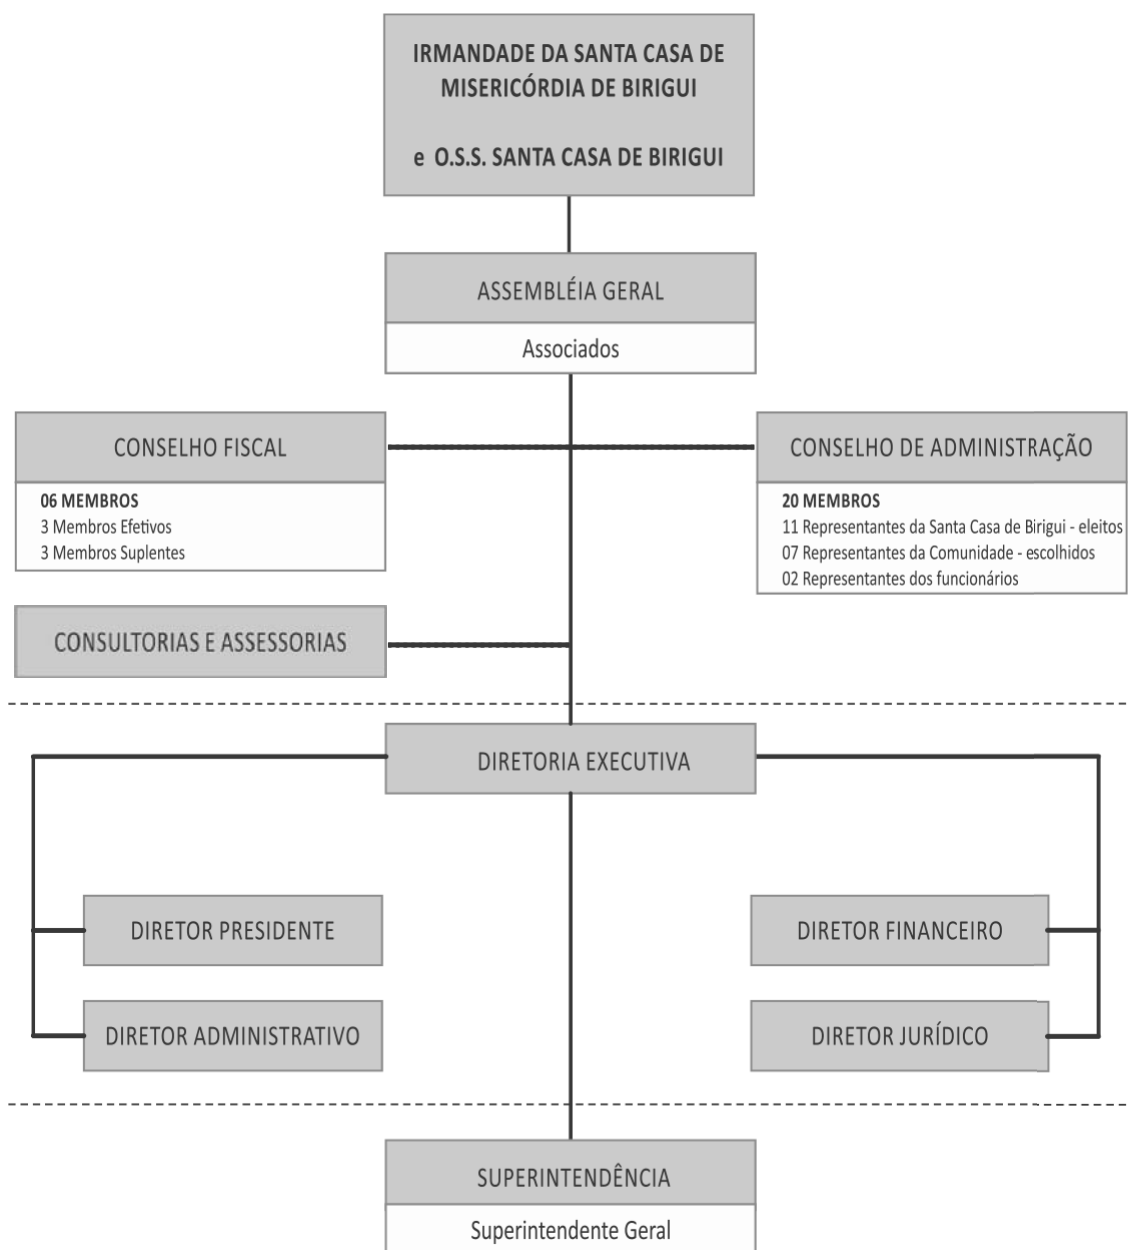 IRMANDADE DA SANTA CASA DE
MISERICÓRDIA DE BIRIGUI
e O.S.S. SANTA CASA DE BIRIGUI
ASSEMBLÉIA GERAL
Associados
CONSELHO FISCAL
06 MEMBROS
3 Membros Efetivos
3 Membros Suplentes
CONSELHO DE ADMINISTRAÇÃO
20 MEMBROS
11 Representantes da Santa Casa de Birigui - eleitos
07 Representantes da Comunidade - escolhidos
02 Representantes dos funcionários
CONSULTORIAS E ASSESSORIAS
DIRETORIA EXECUTIVA
DIRETOR PRESIDENTE
DIRETOR FINANCEIRO
DIRETOR ADMINISTRATIVO
DIRETOR JURÍDICO
SUPERINTENDÊNCIA
Superintendente Geral